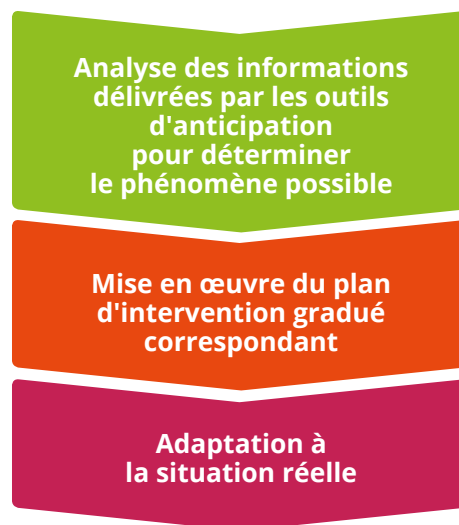 Analyse des informations
délivrées par les outils
d'anticipation
pour déterminer
le phénomène possible
Mise en œuvre du plan
d'intervention gradué
correspondant
Adaptation à
la situation réelle